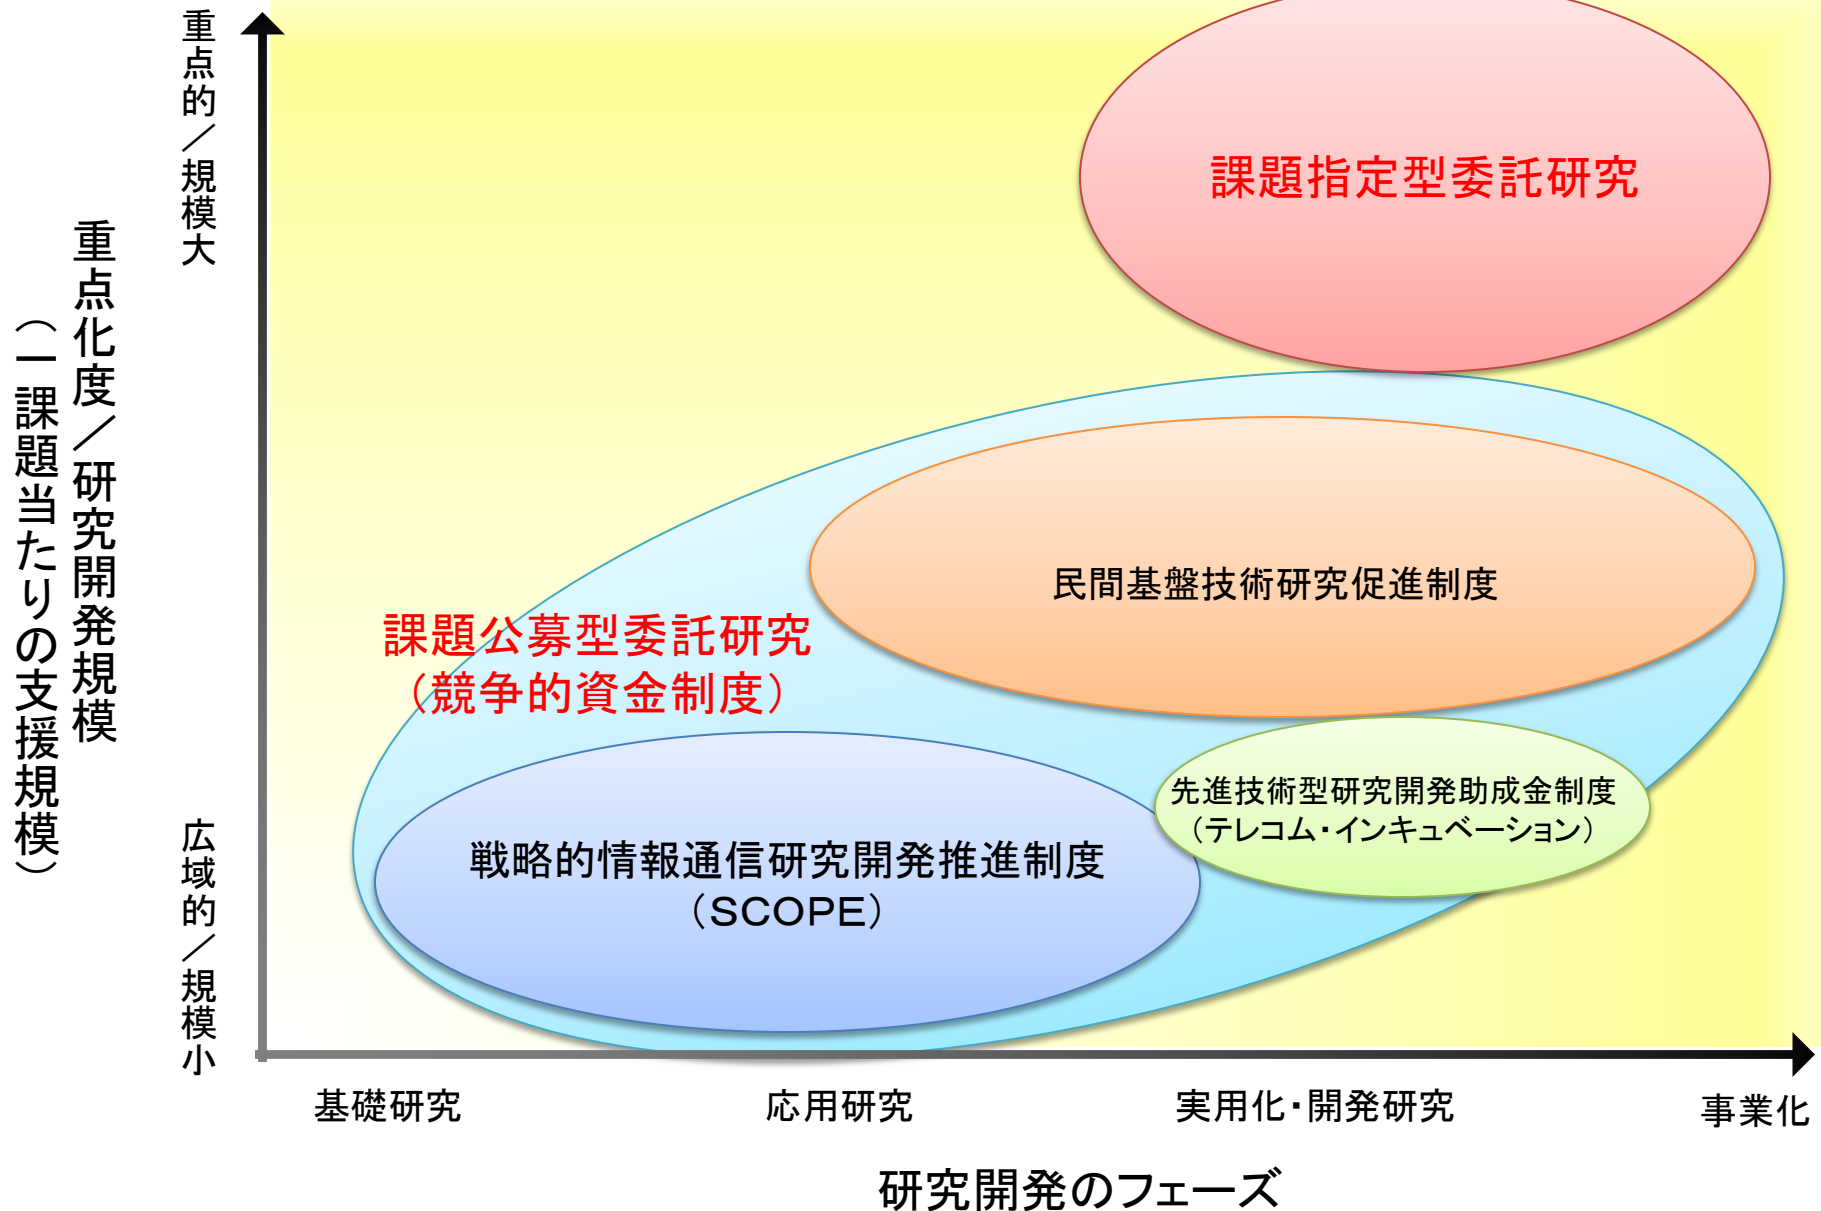 重点化度／研究開発規模
（一課題当たりの支援規模）
重点的／規模大
広域的／規模小
課題指定型委託研究
民間基盤技術研究促進制度
課題公募型委託研究
（競争的資金制度）
先進技術型研究開発助成金制度
（テレコム・インキュベーション）
戦略的情報通信研究開発推進制度
（SCOPE）
基礎研究
応用研究
実用化・開発研究
事業化
研究開発のフェーズ